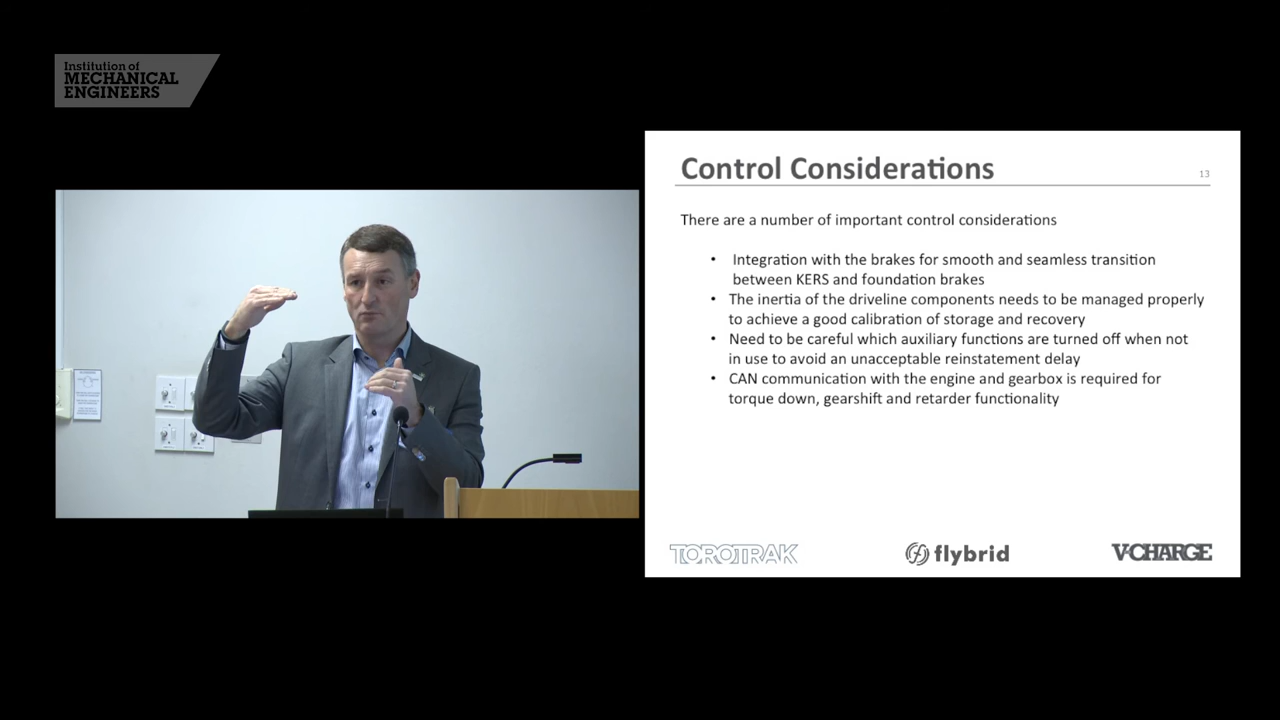 Institution of
MECHANICAL
ENGINEERS
Control Considerations
13
There are a number of important control considerations
• Integration with the brakes for smooth and seamless transition
between KERS and foundation brakes
• The inertia of the driveline components needs to be managed properly
to achieve a good calibration of storage and recovery
• Need to be careful which auxiliary functions are turned off when not
in use to avoid an unacceptable reinstatement delay
• CAN communication with the engine and gearbox is required for
torque down, gearshift and retarder functionality
TOROTRAK
flybrid
V-CHARGE